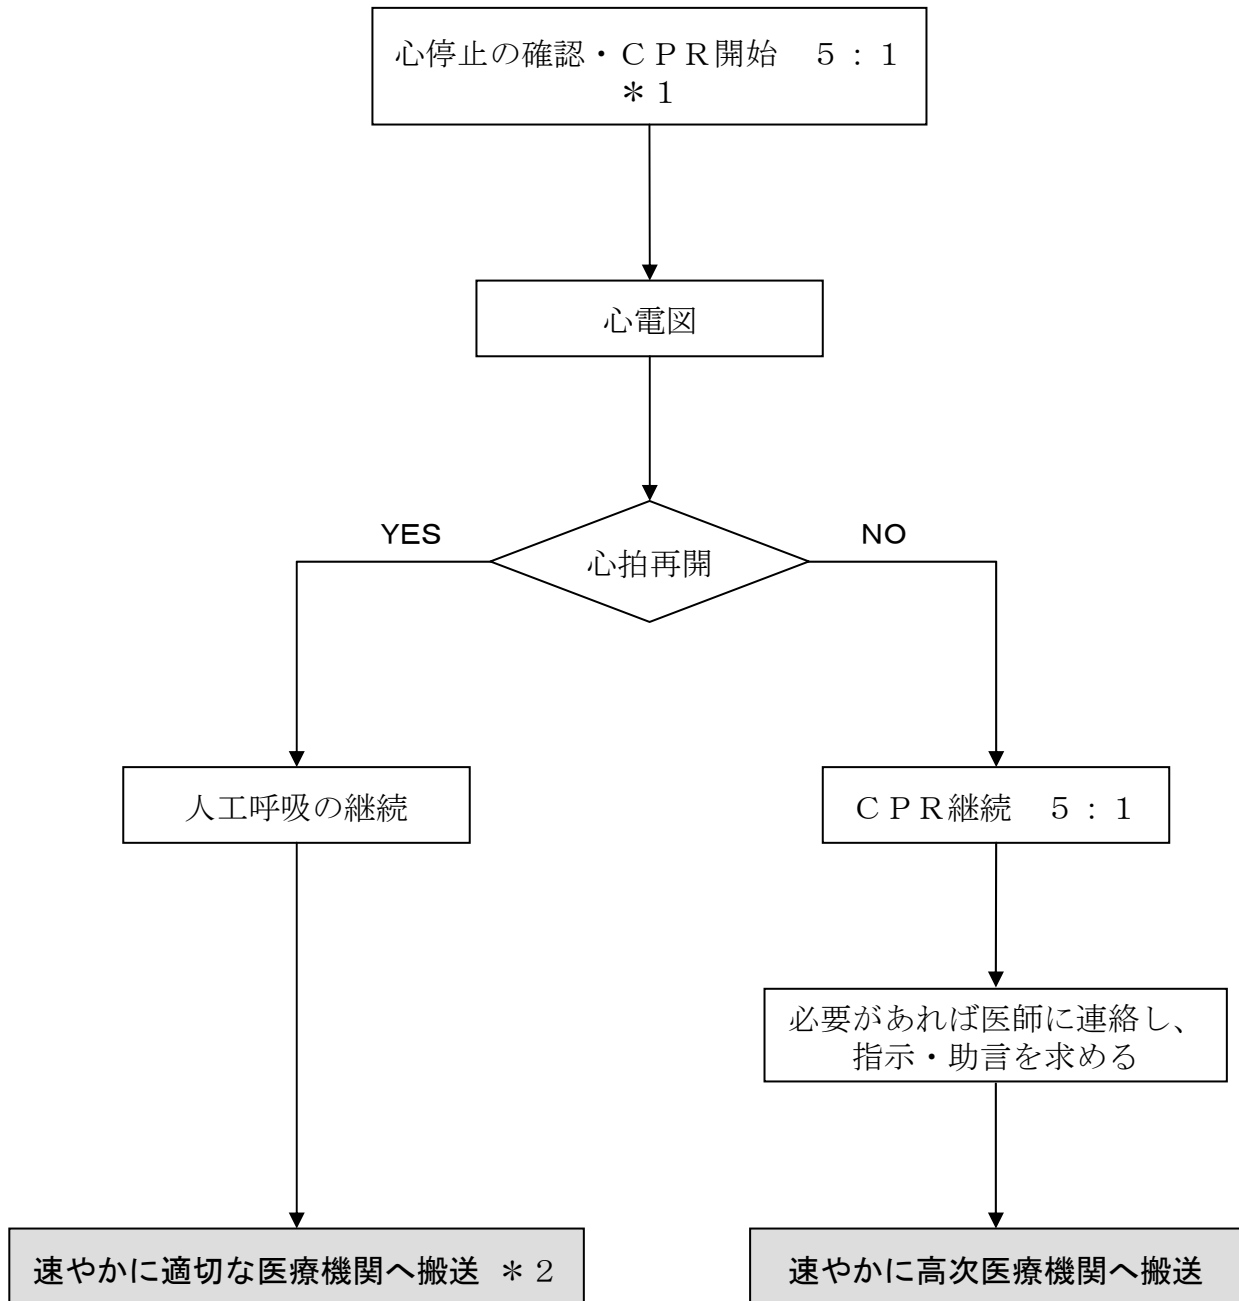 心停止の確認・ＣＰＲ開始　５：１
＊１
心電図
YES
NO
心拍再開
人工呼吸の継続
ＣＰＲ継続　５：１
必要があれば医師に連絡し、
指示・助言を求める
速やかに適切な医療機関へ搬送 ＊２
速やかに高次医療機関へ搬送